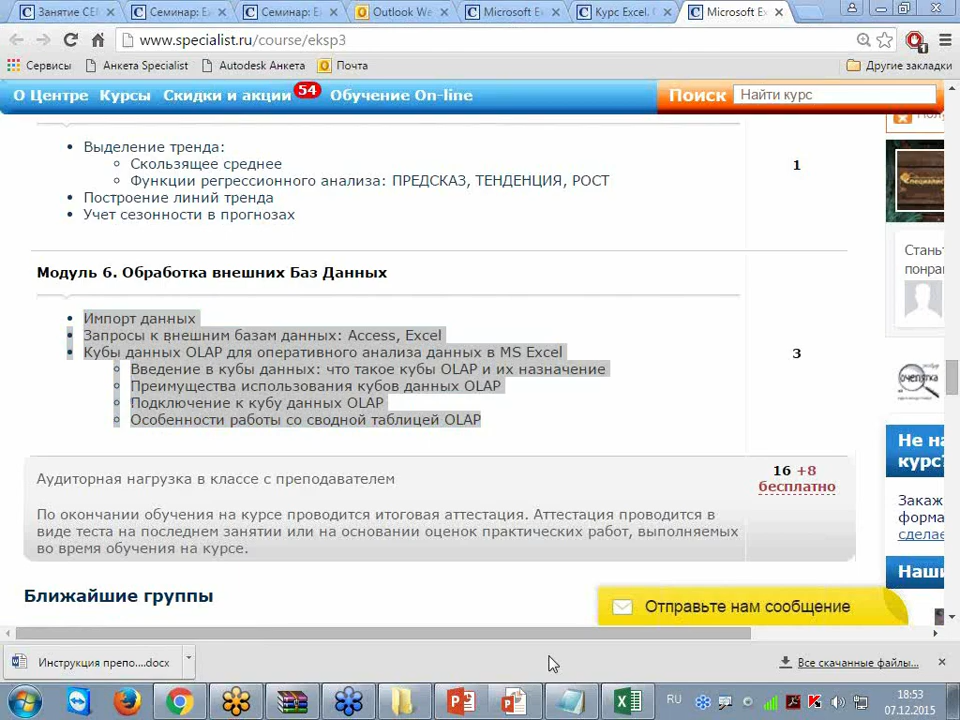 Занятие СЕ
Семинар: E
Семинар: E
Outlook We
Microsoft Ex
Курс Excel.
Microsoft Ex
www.specialist.ru/course/eksp3
Сервисы
Анкета Specialist
Autodesk Анкета
Почта
Другие закладки
О Центре
Курсы
Скидки и акции
54
Обучение On-line
Поиск
Найти курс
Выделение тренда:
Скользящее среднее
Функции регрессионного анализа: ПРЕДСКАЗ, ТЕНДЕНЦИЯ, РОСТ
1
Построение линий тренда
Учет сезонности в прогнозах
Стань
понра
Модуль 6. Обработка внешних Баз Данных
Импорт данных
Запросы к внешним базам данных: Access, Excel
Кубы данных OLAP для оперативного анализа данных в MS Excel
3
Введение в кубы данных: что такое кубы OLAP и их назначение
Преимущества использования кубов данных OLAP
Подключение к кубу данных OLAP
Особенности работы со сводной таблицей OLAP
Не на
курс?
Аудиторная нагрузка в классе с преподавателем
16 +8
бесплатно
Закаж
форма
сделае
По окончании обучения на курсе проводится итоговая аттестация. Аттестация проводится в
виде теста на последнем занятии или на основании оценок практических работ, выполняемых
во время обучения на курсе.
Наши
Ближайшие группы
Отправьте нам сообщение
Инструкция препо....docx
Все скачанные файлы...
RU
18:53
07.12.2015